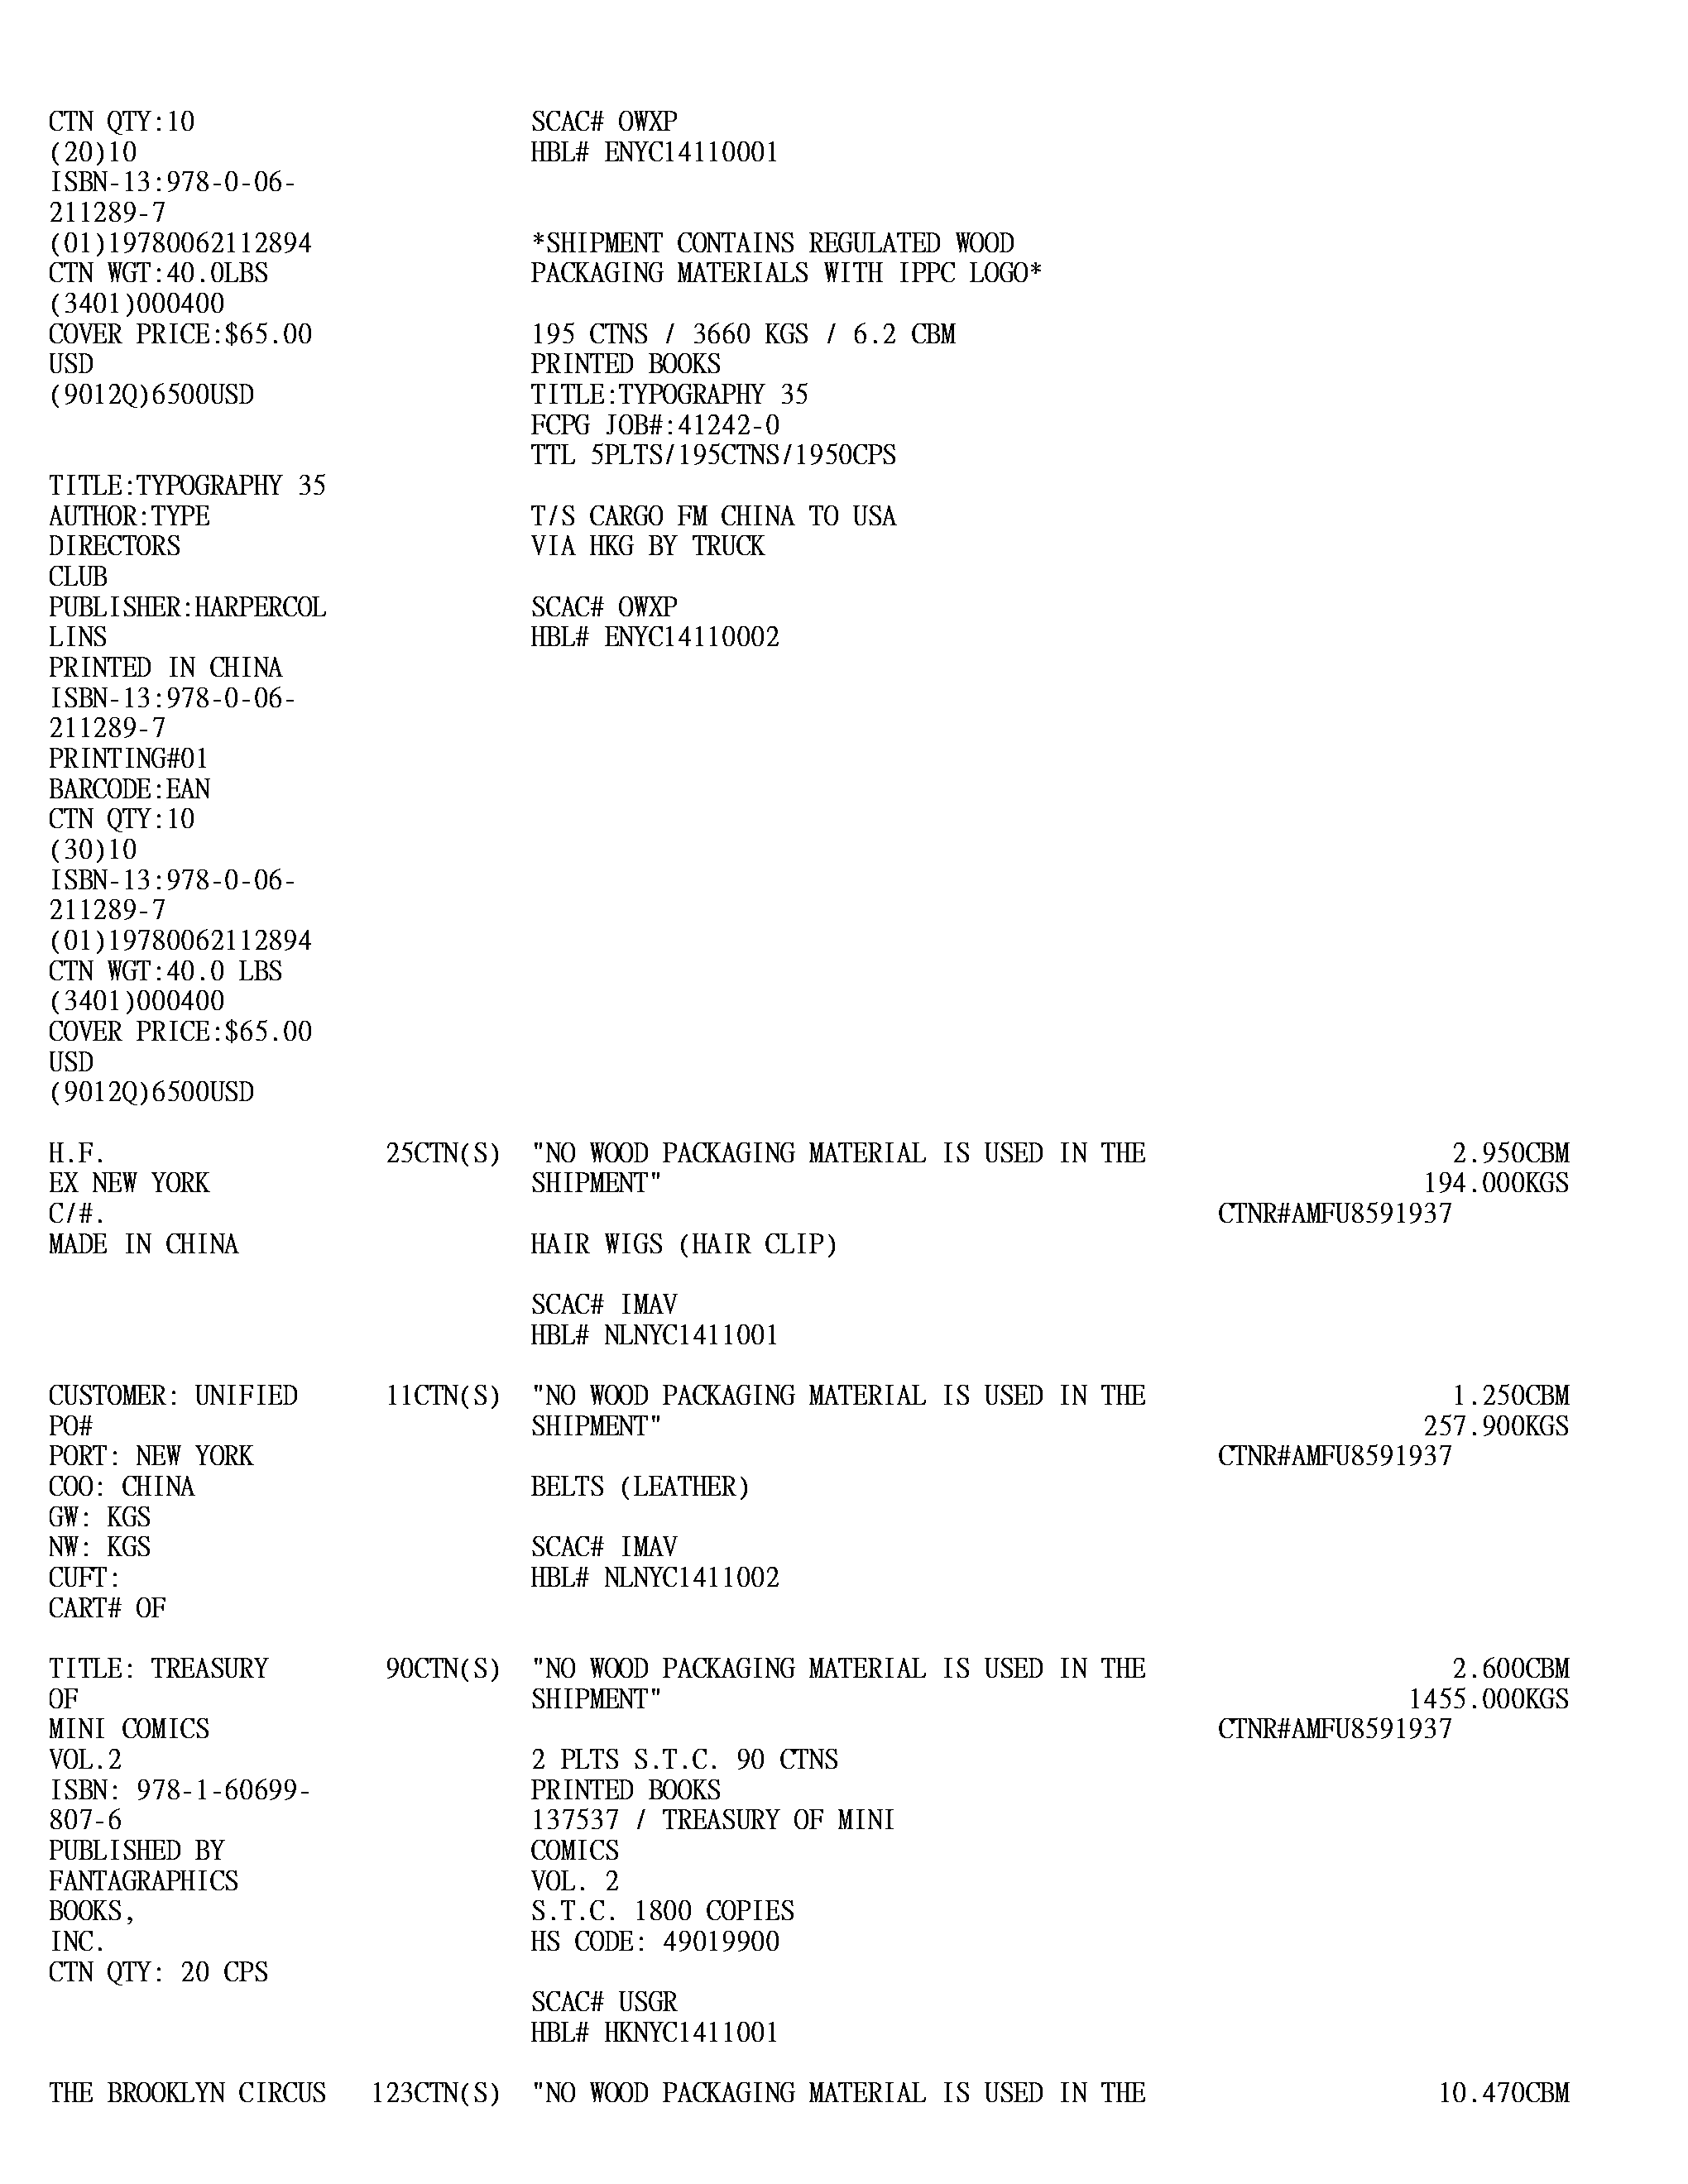 CTN QTY:10 SCAC# OWXP
(20)10 HBL# ENYC14110001
ISBN-13:978-0-06-
211289-7
(01)19780062112894 *SHIPMENT CONTAINS REGULATED WOOD
CTN WGT:40.0LBS PACKAGING MATERIALS WITH IPPC LOGO*
(3401)000400
COVER PRICE:$65.00 195 CTNS / 3660 KGS / 6.2 CBM
USD PRINTED BOOKS
(9012Q)6500USD TITLE:TYPOGRAPHY 35
FCPG JOB#:41242-0
TTL 5PLTS/195CTNS/1950CPS
TITLE:TYPOGRAPHY 35
AUTHOR:TYPE T/S CARGO FM CHINA TO USA
DIRECTORS VIA HKG BY TRUCK
CLUB
PUBLISHER:HARPERCOL SCAC# OWXP
LINS HBL# ENYC14110002
PRINTED IN CHINA
ISBN-13:978-0-06-
211289-7
PRINTING#01
BARCODE:EAN
CTN QTY:10
(30)10
ISBN-13:978-0-06-
211289-7
(01)19780062112894
CTN WGT:40.0 LBS
(3401)000400
COVER PRICE:$65.00
USD
(9012Q)6500USD
H.F. 25CTN(S) "NO WOOD PACKAGING MATERIAL IS USED IN THE 2.950CBM
EX NEW YORK SHIPMENT" 194.000KGS
C/#. CTNR#AMFU8591937
MADE IN CHINA HAIR WIGS (HAIR CLIP)
SCAC# IMAV
HBL# NLNYC1411001
CUSTOMER: UNIFIED 11CTN(S) "NO WOOD PACKAGING MATERIAL IS USED IN THE 1.250CBM
PO# SHIPMENT" 257.900KGS
PORT: NEW YORK CTNR#AMFU8591937
COO: CHINA BELTS (LEATHER)
GW: KGS
NW: KGS SCAC# IMAV
CUFT: HBL# NLNYC1411002
CART# OF
TITLE: TREASURY 90CTN(S) "NO WOOD PACKAGING MATERIAL IS USED IN THE 2.600CBM
OF SHIPMENT" 1455.000KGS
MINI COMICS CTNR#AMFU8591937
VOL.2 2 PLTS S.T.C. 90 CTNS
ISBN: 978-1-60699- PRINTED BOOKS
807-6 137537 / TREASURY OF MINI
PUBLISHED BY COMICS
FANTAGRAPHICS VOL. 2
BOOKS, S.T.C. 1800 COPIES
INC. HS CODE: 49019900
CTN QTY: 20 CPS
SCAC# USGR
HBL# HKNYC1411001
THE BROOKLYN CIRCUS 123CTN(S) "NO WOOD PACKAGING MATERIAL IS USED IN THE 10.470CBM